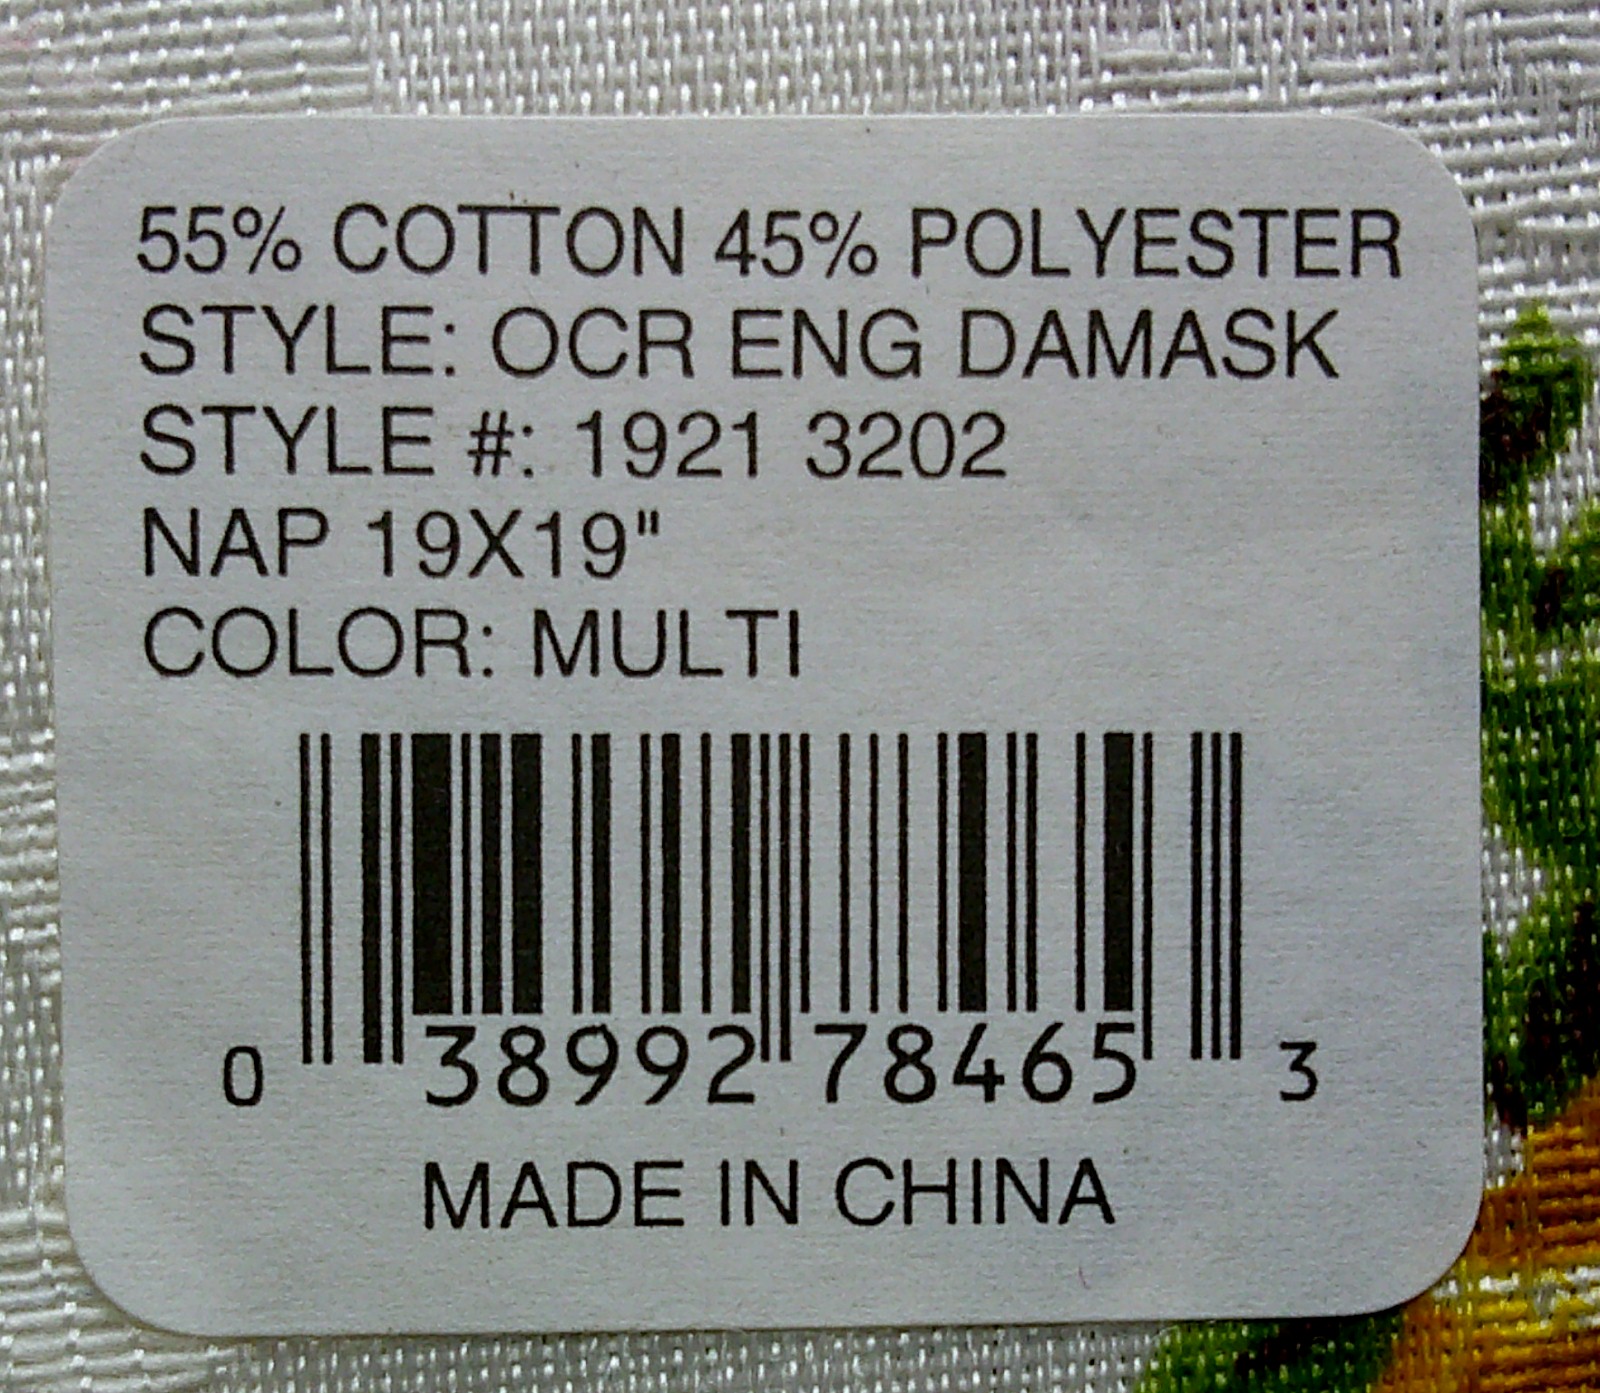 55% COTTON 45% POLYESTER
STYLE: OCR ENG DAMASK
STYLE #: 1921 3202
NAP 19X19"
COLOR: MULTI
0 38992 78465 3
MADE IN CHINA